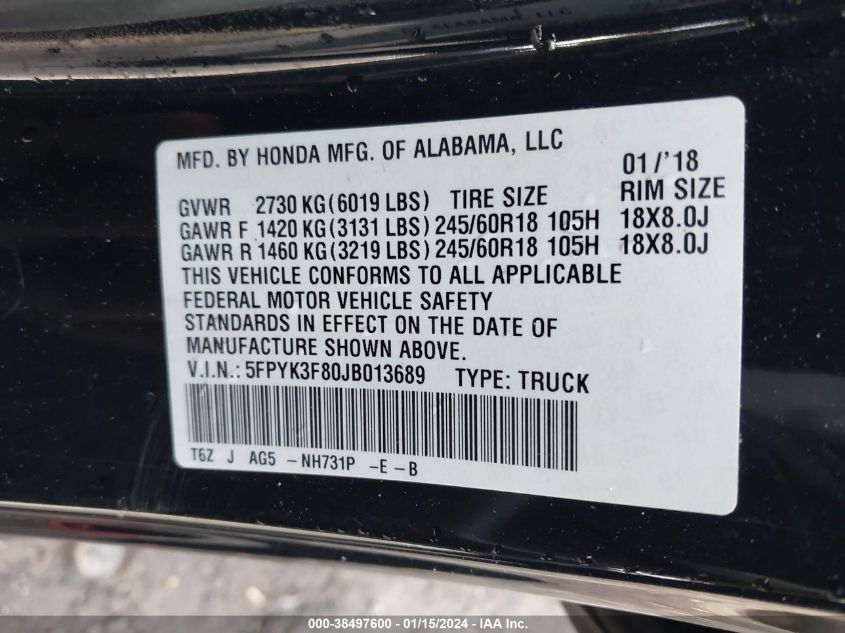 ALABAMA, LLC
MFD. BY HONDA MFG. OF ALABAMA, LLC 01/'18
GVWR 2730 KG (6019 LBS) TIRE SIZE RIM SIZE
GAWR F 1420 KG (3131 LBS) 245/60R18 105H 18X8.0J
GAWR R 1460 KG (3219 LBS) 245/60R18 105H 18X8.0J
THIS VEHICLE CONFORMS TO ALL APPLICABLE
FEDERAL MOTOR VEHICLE SAFETY
STANDARDS IN EFFECT ON THE DATE OF
MANUFACTURE SHOWN ABOVE.
V.I.N.: 5FPYK3F80JB013689 TYPE: TRUCK
T6Z J AG5 -NH731P -E -B
000-38497600 - 01/15/2024 - IAA Inc.